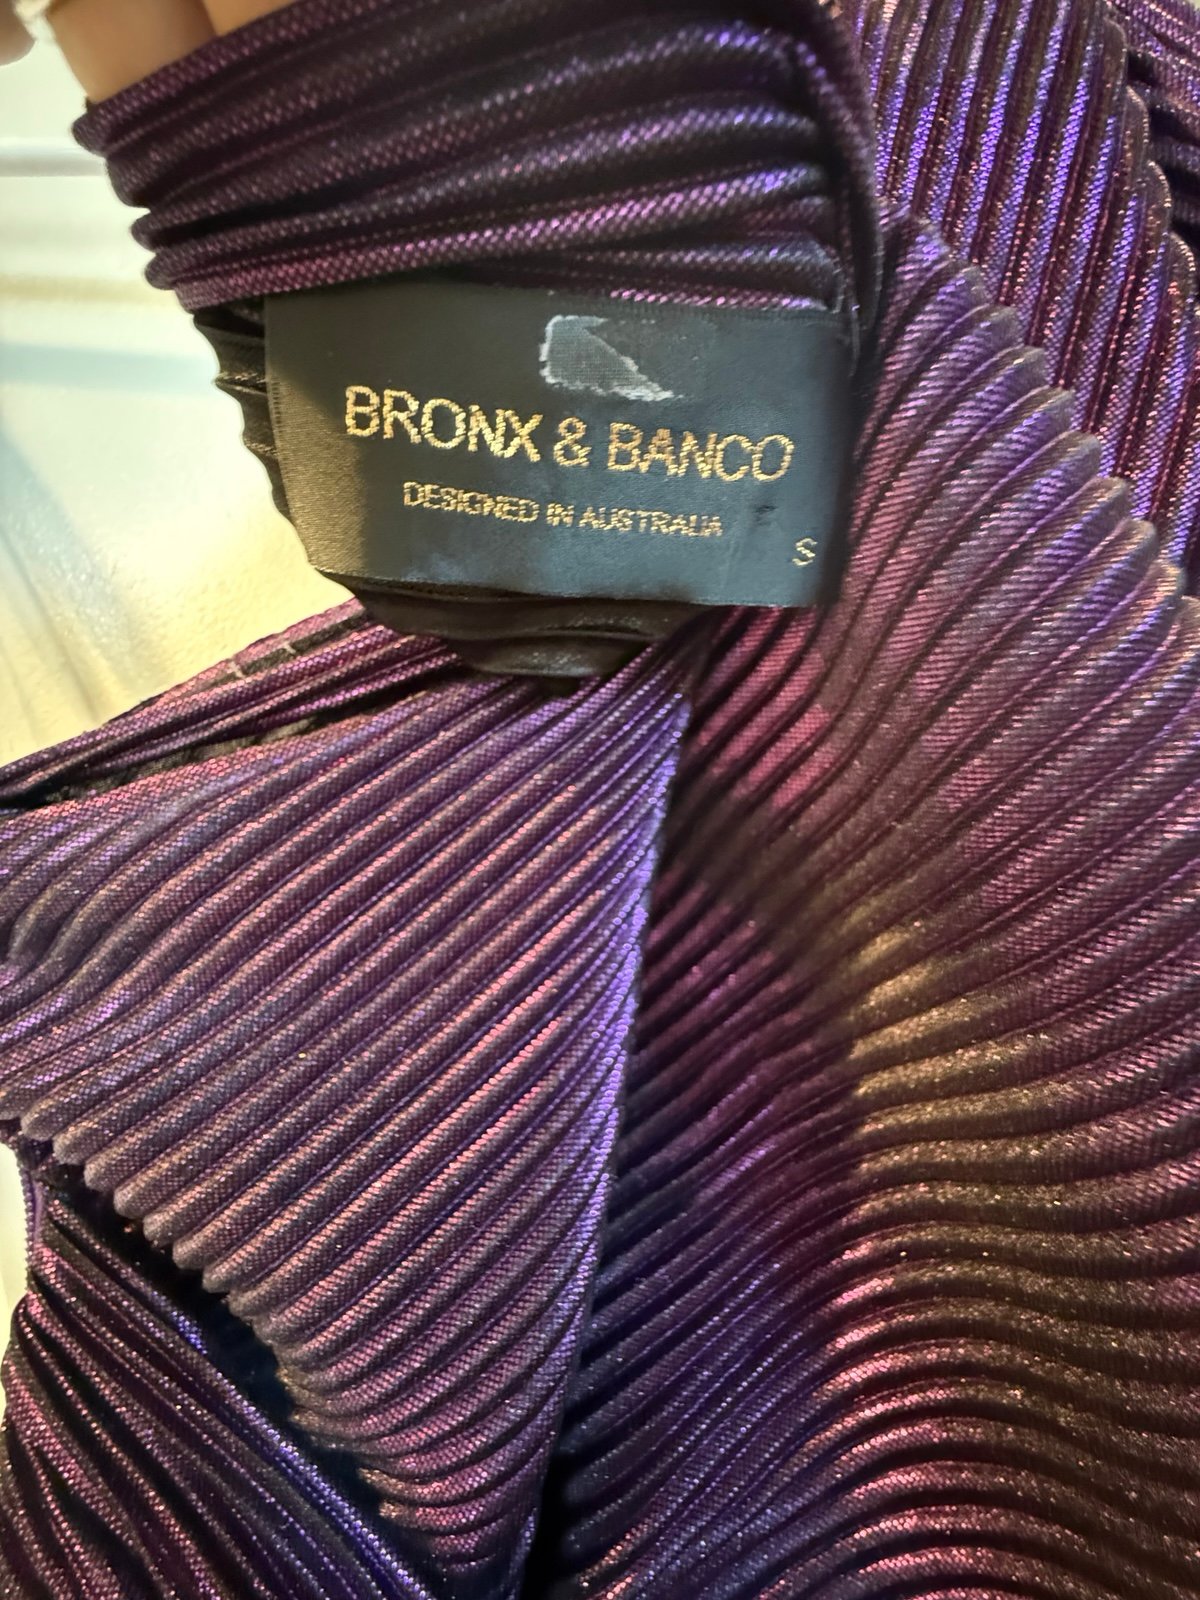 BRONX & BANCO
DESIGNED IN AUSTRALIA
S